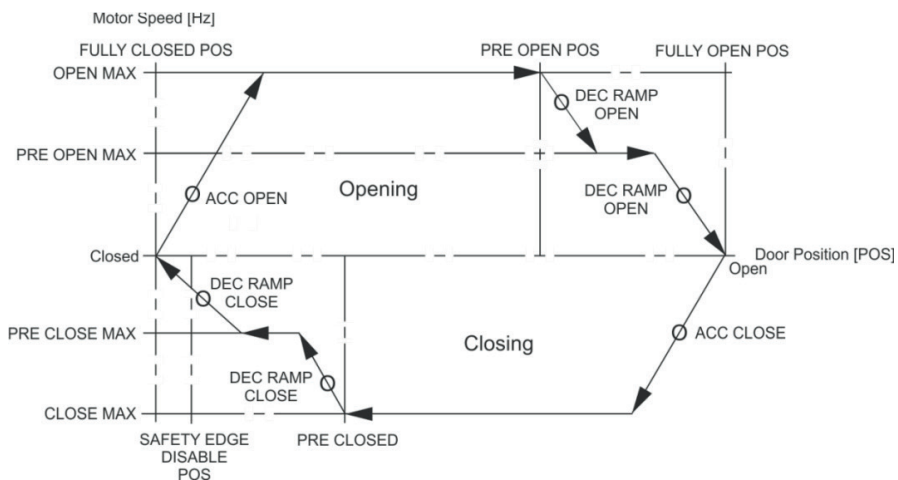 Motor Speed [Hz]
FULLY CLOSED POS
PRE OPEN POS
FULLY OPEN POS
OPEN MAX
DEC RAMP
OPEN
PRE OPEN MAX
ACC OPEN
Opening
DEC RAMP
OPEN
Closed
Door Position [POS]
Open
DEC RAMP
CLOSE
PRE CLOSE MAX
Closing
ACC CLOSE
DEC RAMP
CLOSE
CLOSE MAX
SAFETY EDGE
DISABLE
POS
PRE CLOSED